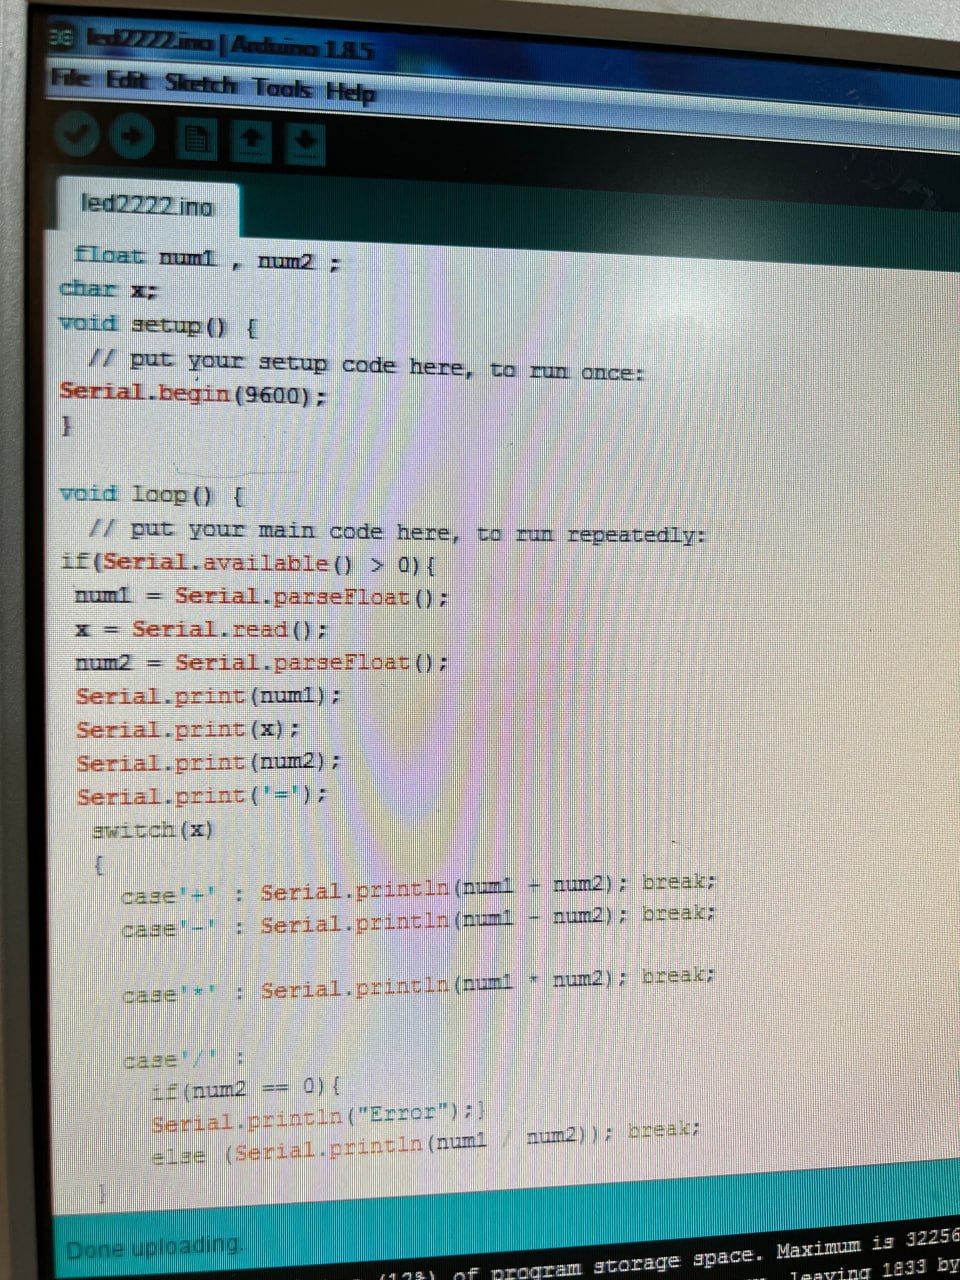 led2222.ino | Arduino 1.8.5
File Edit Sketch Tools Help
led2222.ino
float num1 , num2 ;
char x;
void setup() {
// put your setup code here, to run once:
Serial.begin(9600);
}
void loop() {
// put your main code here, to run repeatedly:
if(Serial.available() > 0){
num1 = Serial.parseFloat();
x = Serial.read();
num2 = Serial.parseFloat();
Serial.print(num1);
Serial.print(x);
Serial.print(num2);
Serial.print('=');
switch(x)
{
case'+' : Serial.println(num1 + num2); break;
case'-' : Serial.println(num1 - num2); break;
case'*' : Serial.println(num1 * num2); break;
case'/' :
if(num2 == 0){
Serial.println("Error");}
else (Serial.println(num1 / num2)); break;
}
Done uploading.
(12%) of program storage space. Maximum is 32256
leaving 1833 by